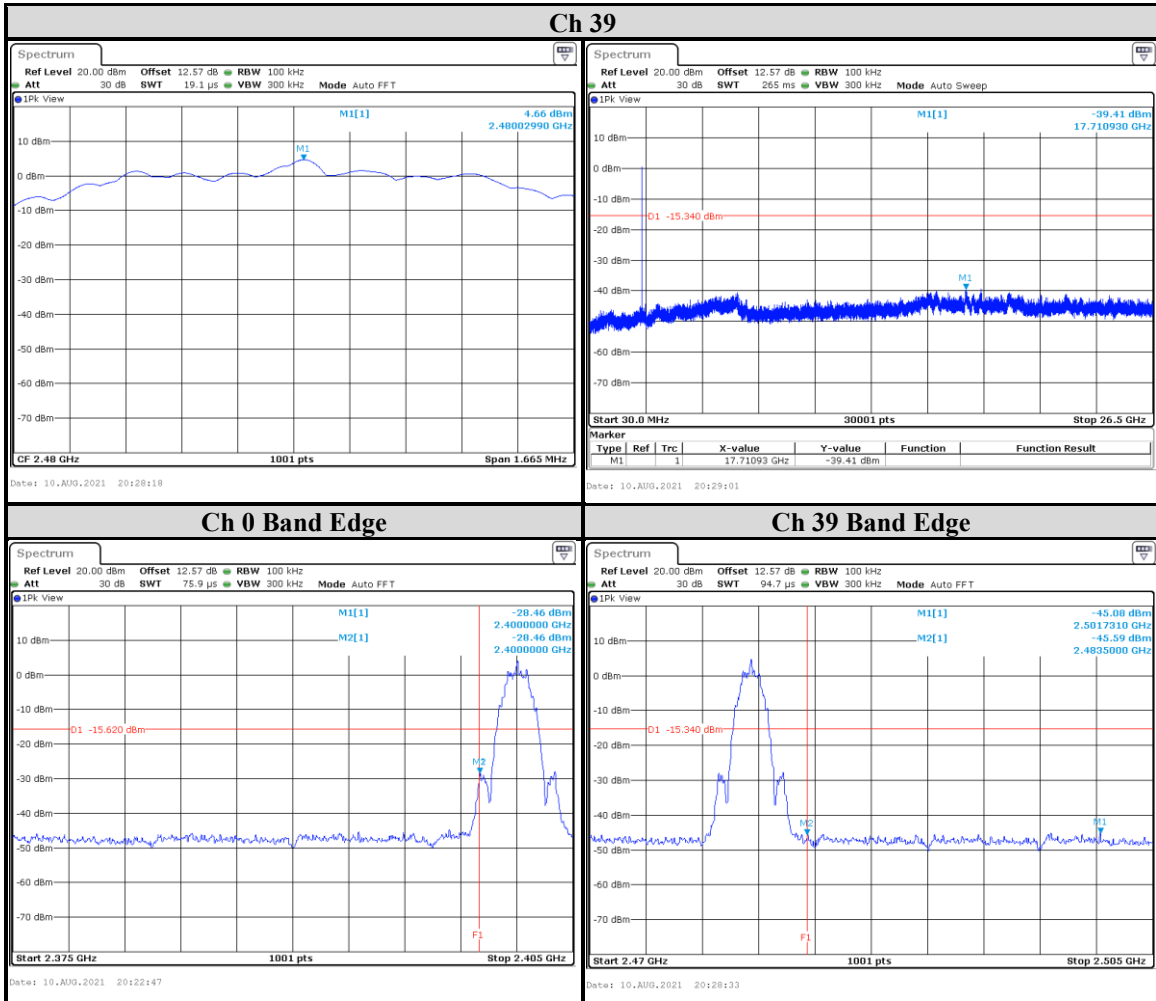 Ch 39
Spectrum
Ref Level 20.00 dBm Offset 12.57 dB RBW 100 kHz
Att 30 dB SWT 19.1 µs VBW 300 kHz Mode Auto FFT
1Pk View
M1[1] 4.66 dBm
2.48002990 GHz
10 dBm
M1
0 dBm
-10 dBm
-20 dBm
-30 dBm
-40 dBm
-50 dBm
-60 dBm
-70 dBm
CF 2.48 GHz 1001 pts Span 1.665 MHz
Date: 10.AUG.2021 20:28:18
Spectrum
Ref Level 20.00 dBm Offset 12.57 dB RBW 100 kHz
Att 30 dB SWT 265 ms VBW 300 kHz Mode Auto Sweep
1Pk View
M1[1] -39.41 dBm
17.710930 GHz
10 dBm
0 dBm
-10 dBm
D1 -15.340 dBm
-20 dBm
-30 dBm
M1
-40 dBm
-60 dBm
-70 dBm
Start 30.0 MHz 30001 pts Stop 26.5 GHz
Marker
Type Ref Trc X-value Y-value Function Function Result
M1 1 17.71093 GHz -39.41 dBm
Date: 10.AUG.2021 20:29:01
Ch 0 Band Edge
Spectrum
Ref Level 20.00 dBm Offset 12.57 dB RBW 100 kHz
Att 30 dB SWT 75.9 µs VBW 300 kHz Mode Auto FFT
1Pk View
M1[1] -28.46 dBm
2.4000000 GHz
M2[1] -28.46 dBm
2.4000000 GHz
10 dBm
0 dBm
-10 dBm
D1 -15.620 dBm
-20 dBm
M2
-30 dBm
-40 dBm
-50 dBm
-60 dBm
-70 dBm
F1
Start 2.375 GHz 1001 pts Stop 2.405 GHz
Date: 10.AUG.2021 20:22:47
Ch 39 Band Edge
Spectrum
Ref Level 20.00 dBm Offset 12.57 dB RBW 100 kHz
Att 30 dB SWT 94.7 µs VBW 300 kHz Mode Auto FFT
1Pk View
M1[1] -45.08 dBm
2.5017310 GHz
M2[1] -45.59 dBm
2.4835000 GHz
10 dBm
0 dBm
-10 dBm
D1 -15.340 dBm
-20 dBm
-30 dBm
-40 dBm
M2 M1
-50 dBm
-60 dBm
-70 dBm
F1
Start 2.47 GHz 1001 pts Stop 2.505 GHz
Date: 10.AUG.2021 20:28:33